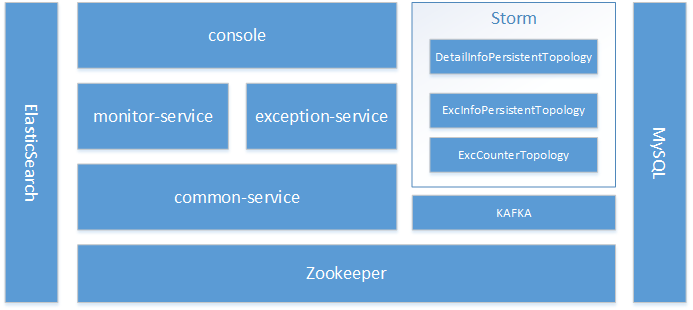 ElasticSearch
console
monitor-service
exception-service
common-service
Storm
DetailInfoPersistentTopology
ExcInfoPersistentTopology
ExcCounterTopology
KAFKA
Zookeeper
MySQL